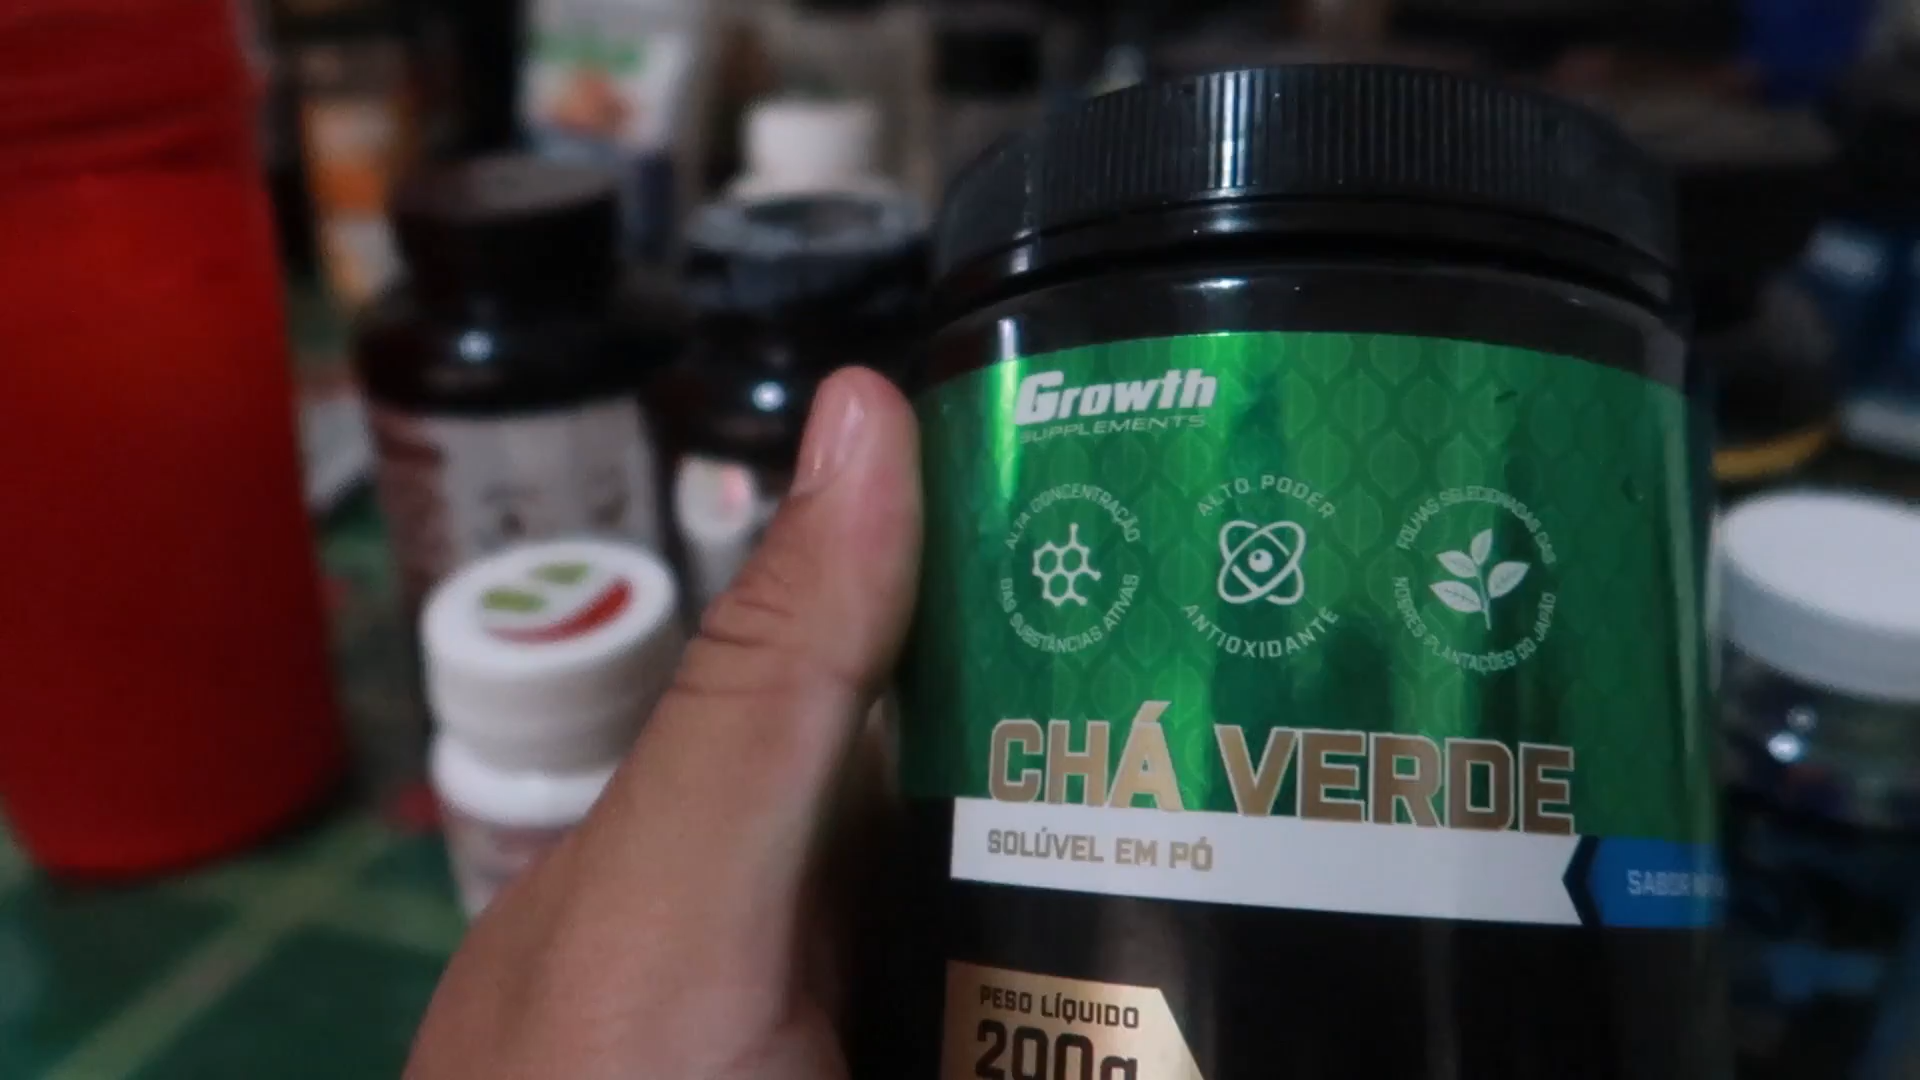 Growth
SUPPLEMENTS
ALTA CONCENTRAÇÃO
DAS SUBSTÂNCIAS ATIVAS
ALTO PODER
ANTIOXIDANTE
FOLHAS SELECIONADAS DAS
NOBRES PLANTAÇÕES DO JAPÃO
CHÁ VERDE
SOLÚVEL EM PÓ
SABOR
PESO LÍQUIDO
200g